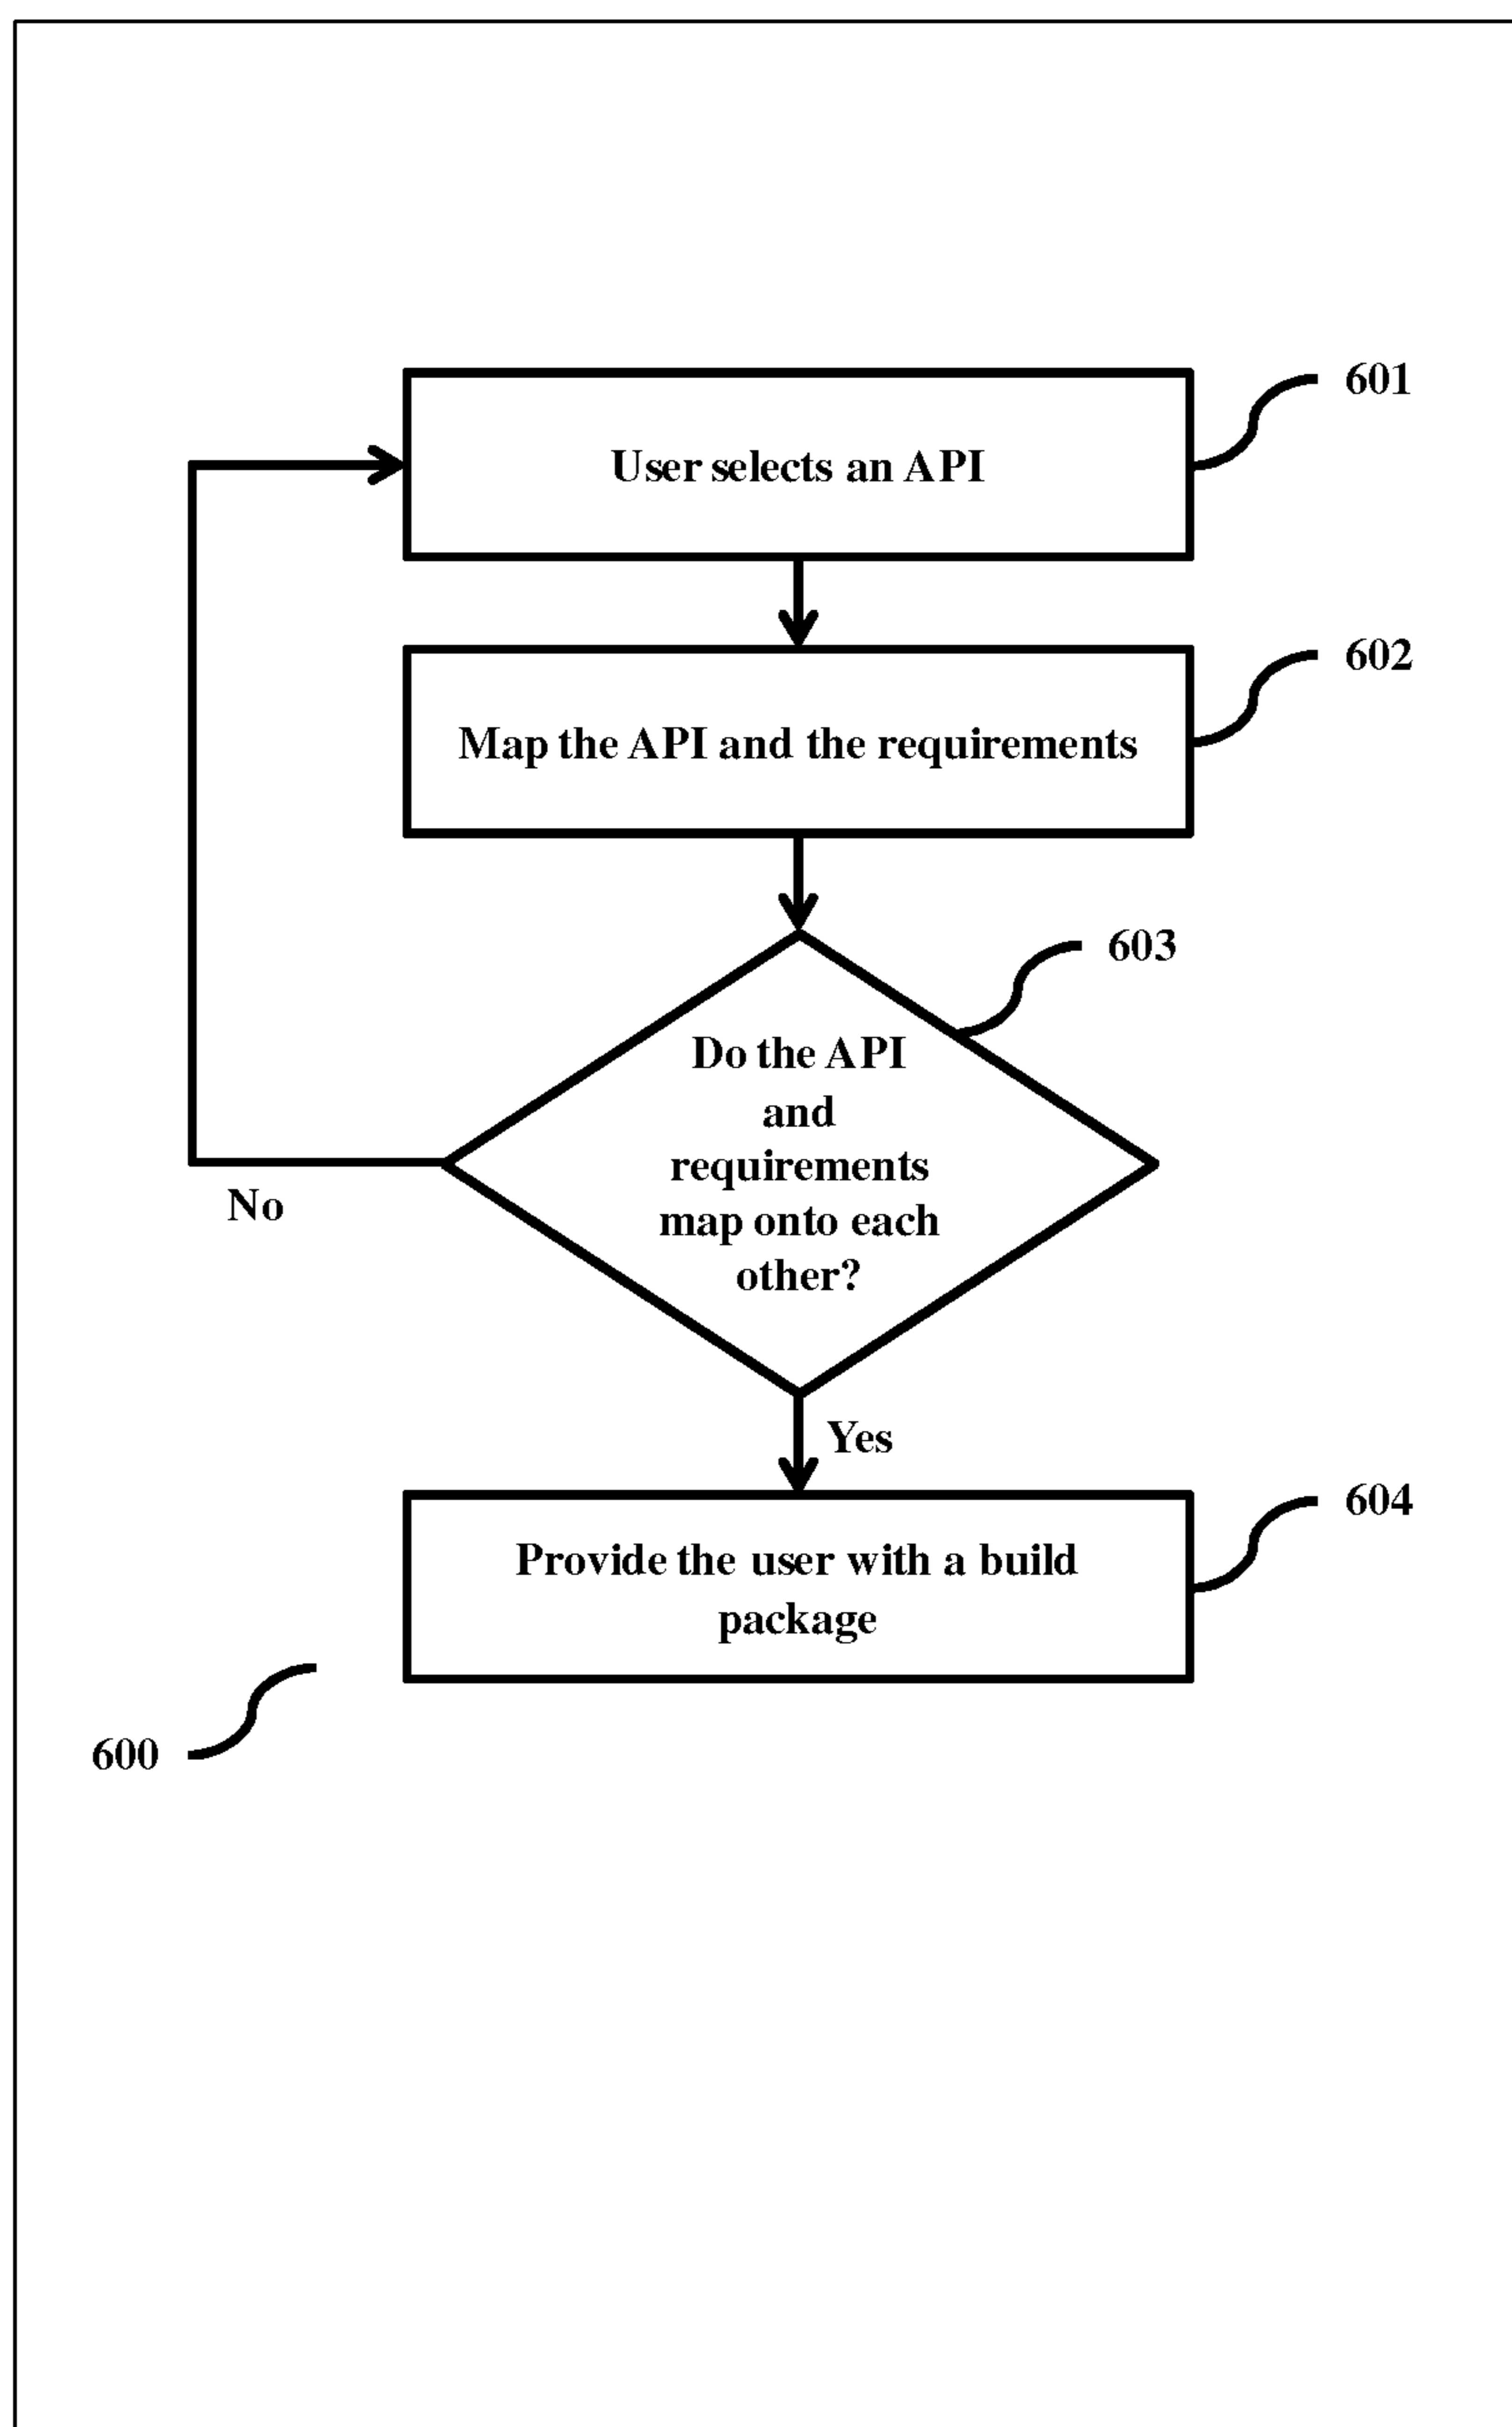 601
User selects an API
602
Map the API and the requirements
603
Do the API
and
requirements
map onto each
other?
No
Yes
604
Provide the user with a build
package
600